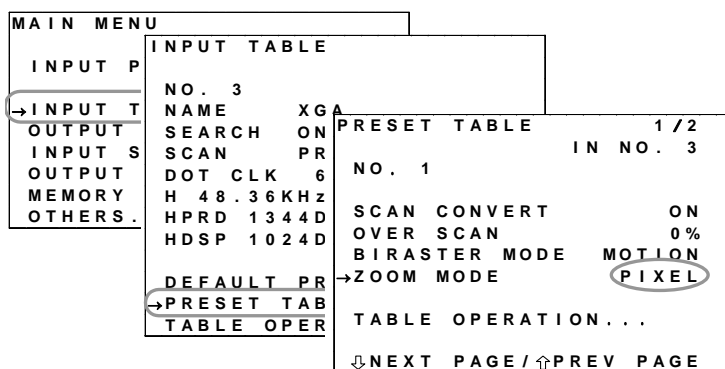 MAIN MENU
INPUT P
→INPUT T
OUTPUT
INPUT S
OUTPUT
MEMORY
OTHERS.
INPUT TABLE
NO. 3
NAME XGA
SEARCH ON
SCAN PR
DOT CLK 6
H 48.36KHz
HPRD 1344D
HDSP 1024D
DEFAULT PR
→PRESET TAB
TABLE OPER
PRESET TABLE 1/2
IN NO. 3
NO. 1
SCAN CONVERT ON
OVER SCAN 0%
BIRASTER MODE MOTION
→ZOOM MODE PIXEL
TABLE OPERATION...
⇩NEXT PAGE/⇧PREV PAGE